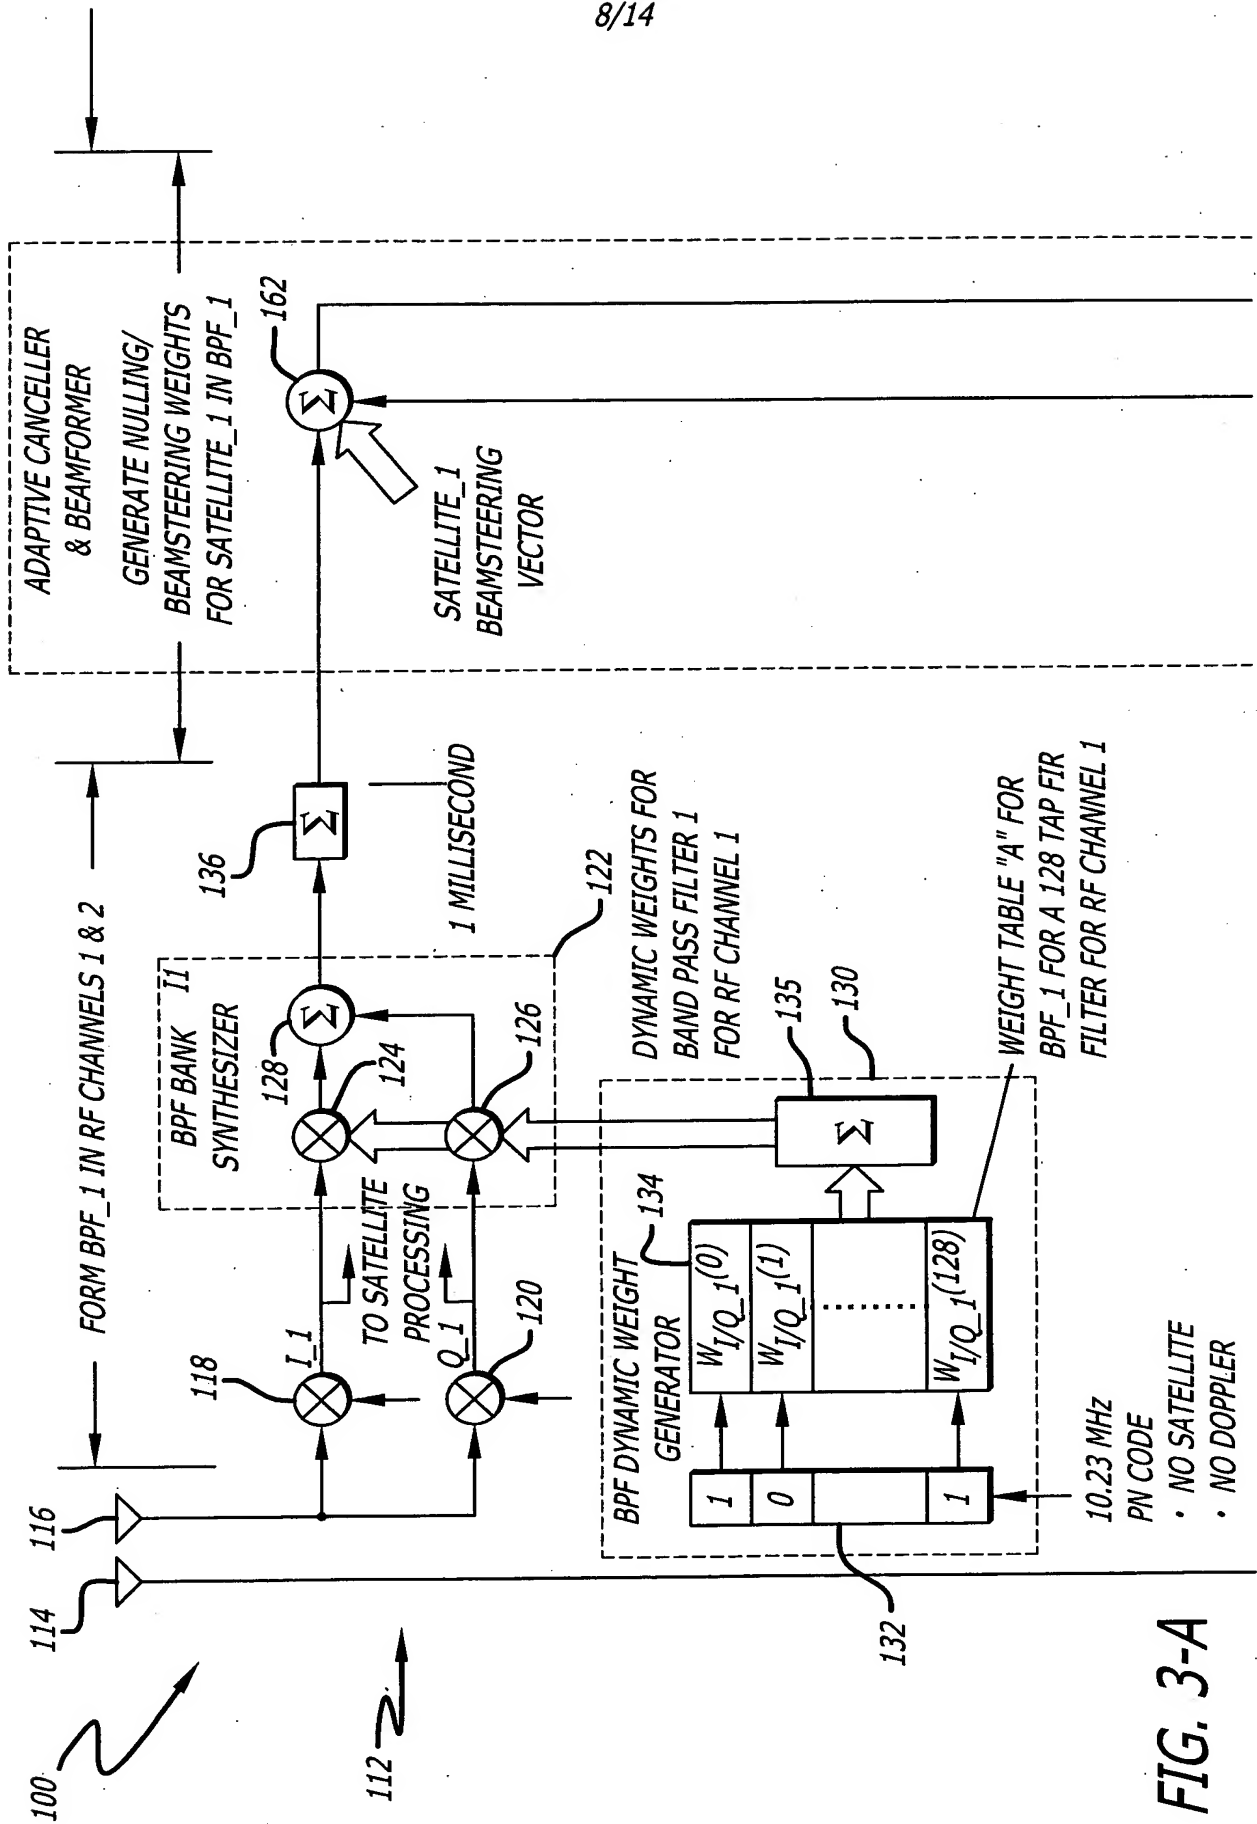 8/14
100
112
114
116
FORM BPF_1 IN RF CHANNELS 1 & 2
118
I_1
TO SATELLITE
PROCESSING
Q_1
120
BPF BANK
SYNTHESIZER
I1
128
Σ
124
126
122
136
Σ
1 MILLISECOND
ADAPTIVE CANCELLER
& BEAMFORMER
GENERATE NULLING/
BEAMSTEERING WEIGHTS
FOR SATELLITE_1 IN BPF_1
162
Σ
SATELLITE_1
BEAMSTEERING
VECTOR
BPF DYNAMIC WEIGHT
GENERATOR
134
1
0
1
132
W I/Q_1 (0)
W I/Q_1 (1)
W I/Q_1 (128)
Σ
135
130
DYNAMIC WEIGHTS FOR
BAND PASS FILTER 1
FOR RF CHANNEL 1
WEIGHT TABLE "A" FOR
BPF_1 FOR A 128 TAP FIR
FILTER FOR RF CHANNEL 1
10.23 MHz
PN CODE
· NO SATELLITE
· NO DOPPLER
FIG. 3-A